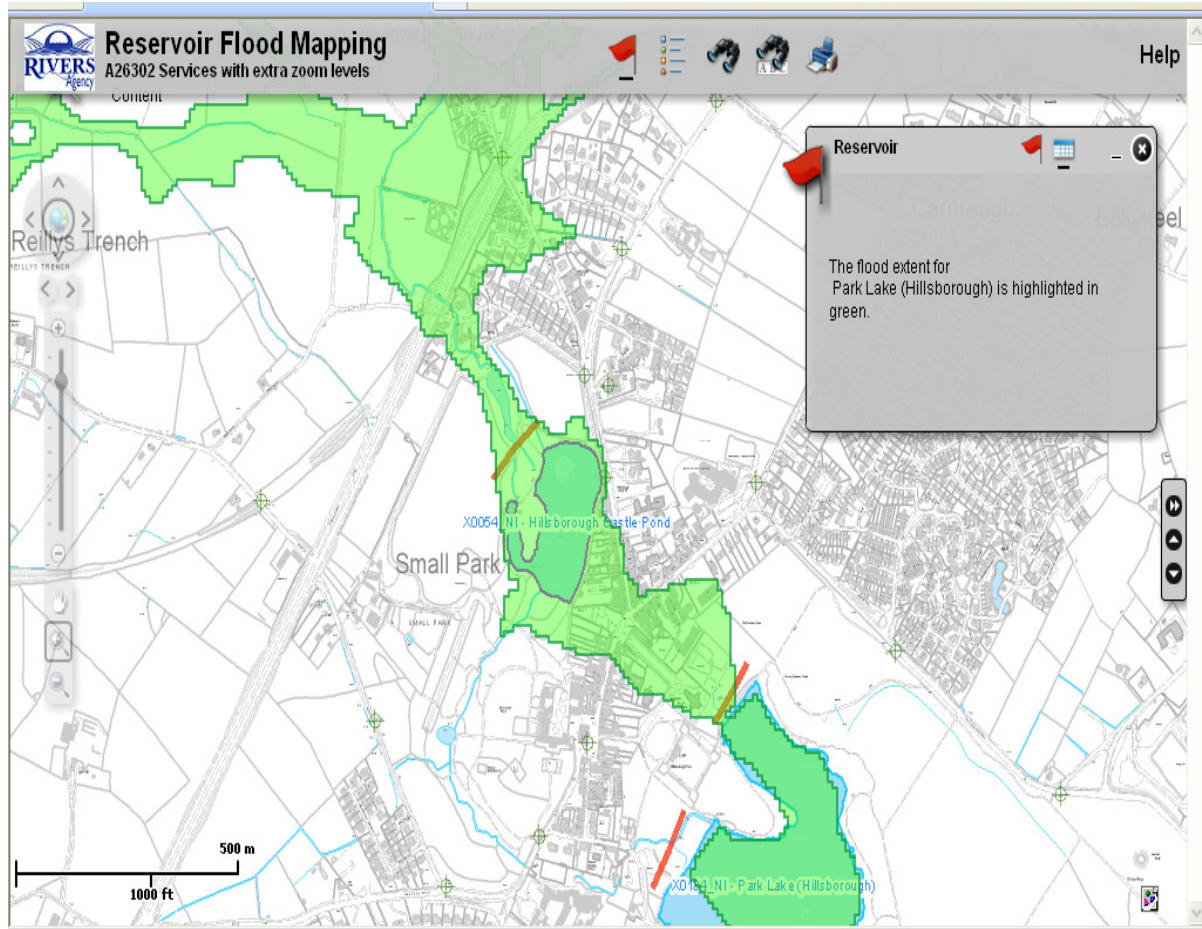 RIVERS
Agency
Reservoir Flood Mapping
A26302 Services with extra zoom levels
Help
Content
Reservoir
Carnreagh
Ballykeel
Reillys Trench
REILLYS TRENCH
The flood extent for
Park Lake (Hillsborough) is highlighted in
green.
X0054_NI - Hillsborough Castle Pond
Small Park
SMALL PARK
500 m
1000 ft
NI - Park Lake (Hillsborough)